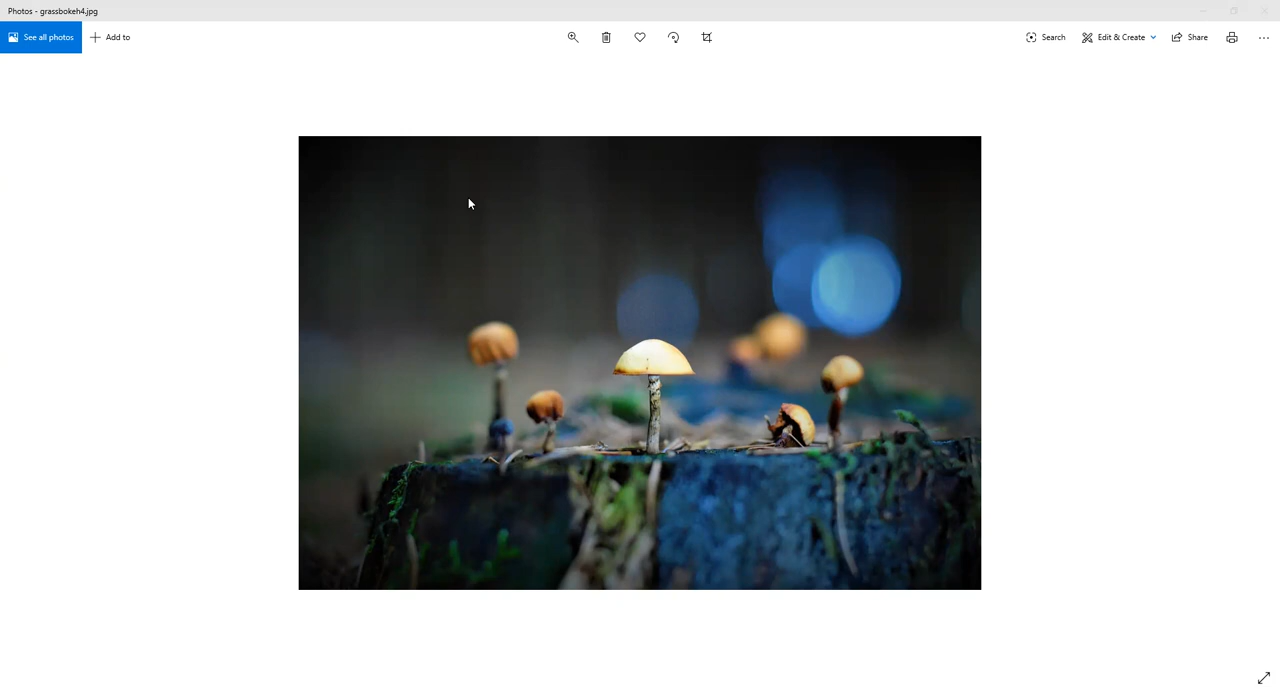 Photos - grassbokeh4.jpg
See all photos
Add to
Search
Edit & Create
Share